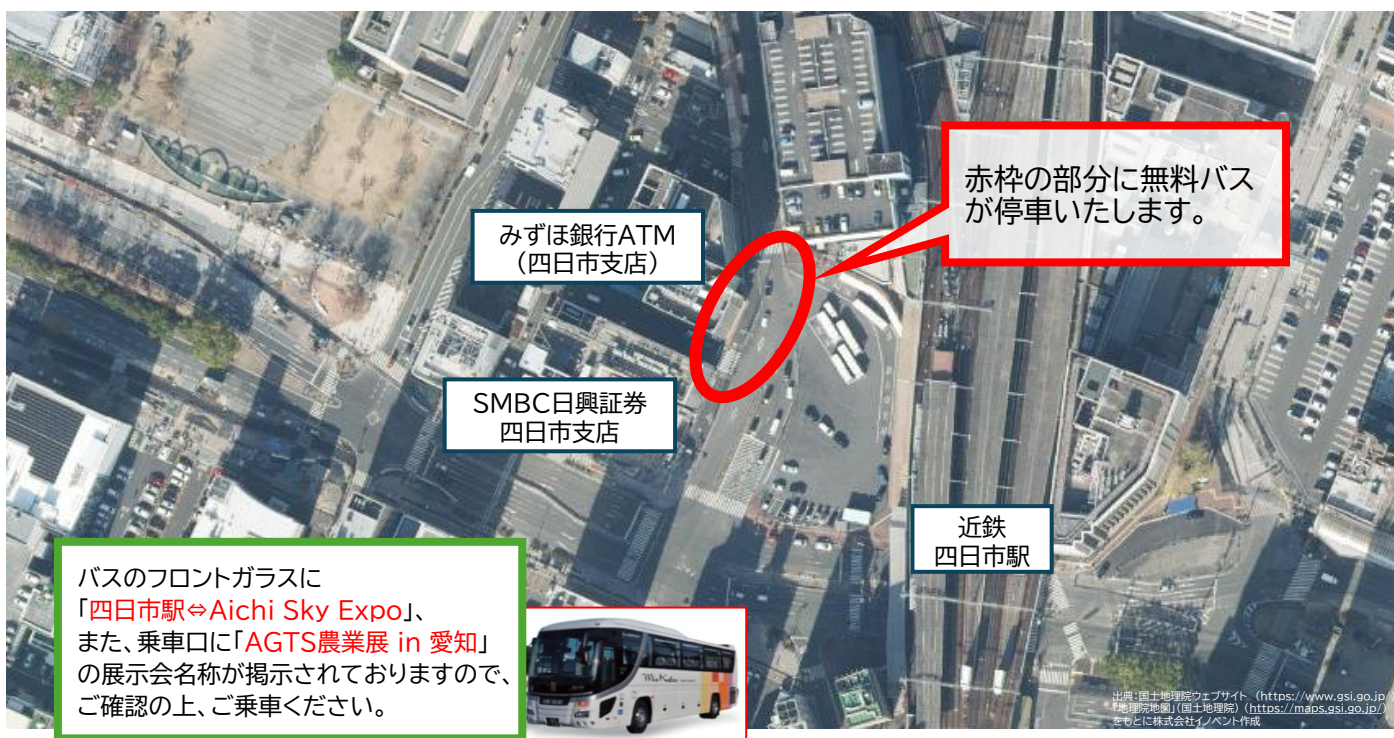 赤枠の部分に無料バス
が停車いたします。
みずほ銀行ATM
（四日市支店）
SMBC日興証券
四日市支店
近鉄
四日市駅
バスのフロントガラスに
「四日市駅⇔Aichi Sky Expo」、
また、乗車口に「AGTS農業展 in 愛知」
の展示会名称が掲示されておりますので、
ご確認の上、ご乗車ください。
出典：国土地理院ウェブサイト （https://www.gsi.go.jp
「地理院地図」（国土地理院）（https://maps.gsi.go.jp/）
をもとに株式会社イノベント作成